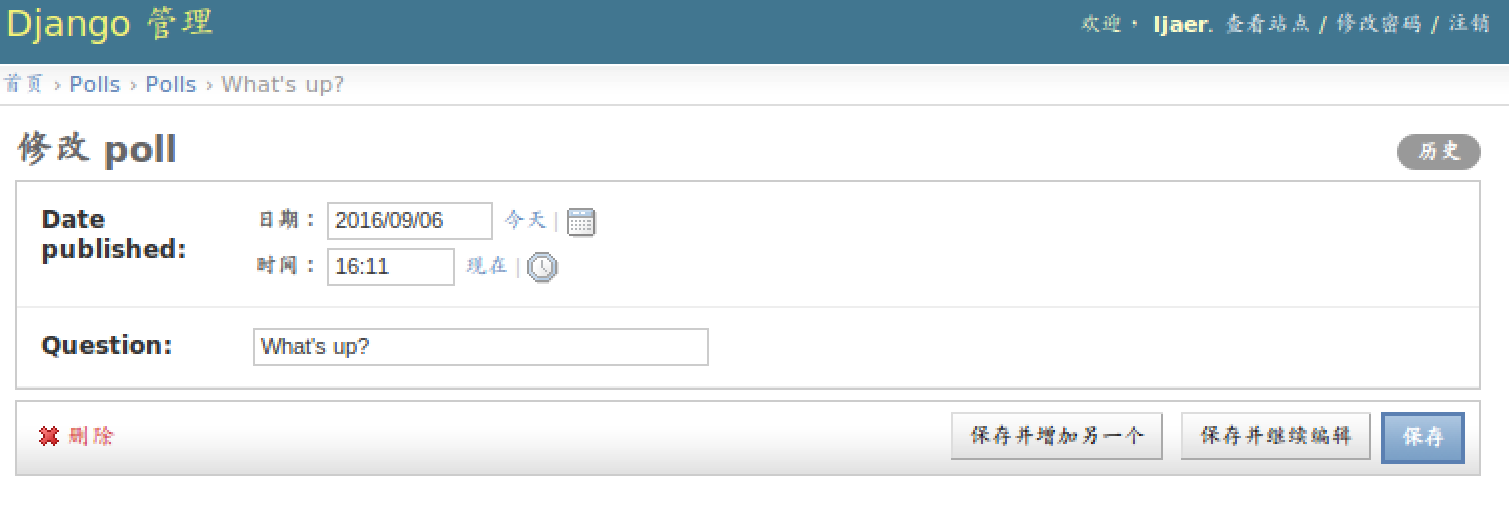 Django 管理
欢迎， ljaer. 查看站点 / 修改密码 / 注销
首页 › Polls › Polls › What's up?
修改 poll
历史
Date published:
日期： 2016/09/06 今天 |
时间： 16:11 现在 |
Question: What's up?
删除 保存并增加另一个 保存并继续编辑 保存